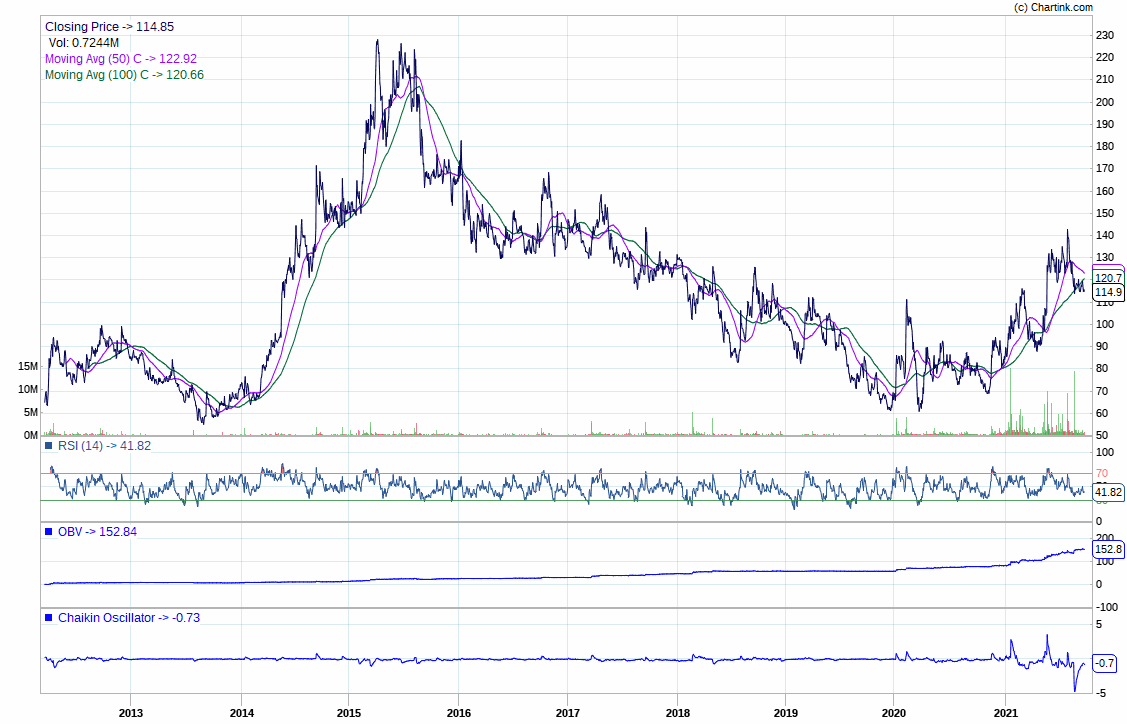 (c) Chartink.com
Closing Price -> 114.85
Vol: 0.7244M
Moving Avg (50) C -> 122.92
Moving Avg (100) C -> 120.66
230
220
210
200
190
180
170
160
150
140
130
120.7
114.9
110
100
90
80
70
60
50
15M
10M
5M
0M
RSI (14) -> 41.82
100
70
41.82
0
OBV -> 152.84
200
152.8
100
0
-100
Chaikin Oscillator -> -0.73
5
-0.7
-5
2013 2014 2015 2016 2017 2018 2019 2020 2021